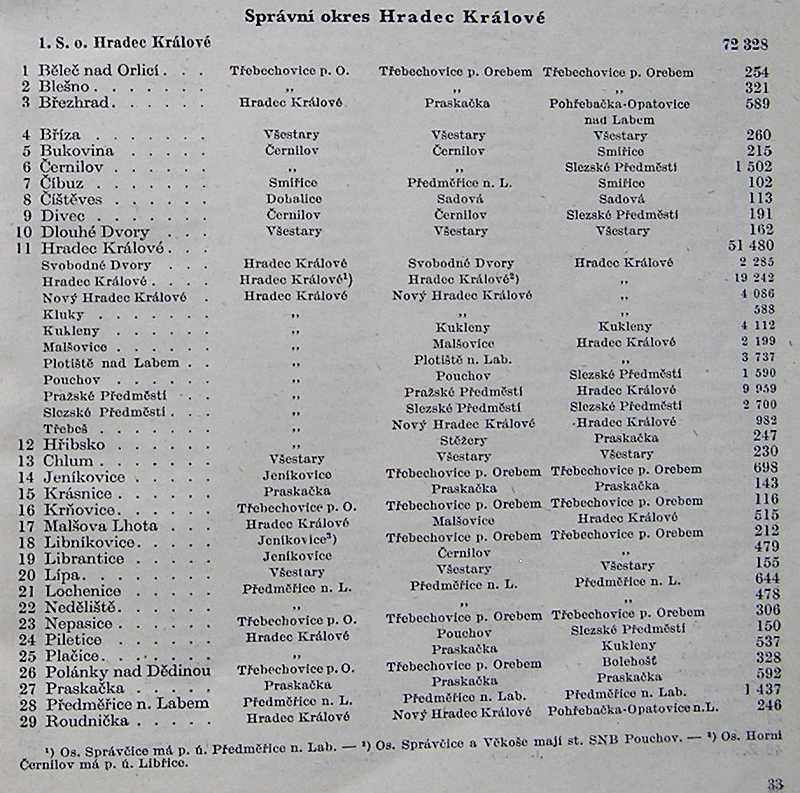 Správní okres Hradec Králové
1. S. o. Hradec Králové 72 328
1 Běleč nad Orlicí . . . Třebechovice p. O. Třebechovice p. Orebem Třebechovice p. Orebem 254
2 Blešno . . . . . . . „ „ „ 321
3 Březhrad . . . . . . Hradec Králové Praskačka Pohřebačka-Opatovice 589
nad Labem
4 Bříza . . . . . . Všestary Všestary Všestary 260
5 Bukovina . . . . . . Černilov Černilov Smiřice 215
6 Černilov . . . . . . „ „ Slezské Předměstí 1 502
7 Číbuz . . . . . . Smiřice Předměřice n. L. Smiřice 102
8 Čištěves . . . . . . Dohalice Sadová Sadová 113
9 Divec . . . . . . Černilov Černilov Slezské Předměstí 191
10 Dlouhé Dvory . . . Všestary Všestary Všestary 162
11 Hradec Králové . . . 51 480
Svobodné Dvory . . . Hradec Králové Svobodné Dvory Hradec Králové 2 285
Hradec Králové . . . . Hradec Králové¹) Hradec Králové²) „ 19 242
Nový Hradec Králové . Hradec Králové Nový Hradec Králové „ 4 086
Kluky . . . . . . „ „ „ 588
Kukleny . . . . . . „ Kukleny Kukleny 4 112
Malšovice . . . . . . „ Malšovice Hradec Králové 2 199
Plotiště nad Labem . . „ Plotiště n. Lab. „ 3 737
Pouchov . . . . . . „ Pouchov Slezské Předměstí 1 590
Pražské Předměstí . . „ Pražské Předměstí Hradec Králové 9 959
Slezské Předměstí . . . „ Slezské Předměstí Slezské Předměstí 2 700
Třebeš . . . . . . „ Nový Hradec Králové Hradec Králové 982
12 Hřibsko . . . . . „ Stěžery Praskačka 247
13 Chlum . . . . . . Všestary Všestary Všestary 230
14 Jeníkovice . . . . . Jeníkovice Třebechovice p. Orebem Třebechovice p. Orebem 698
15 Krásnice . . . . . Praskačka Praskačka Praskačka 143
16 Krňovice . . . . . Třebechovice p. O. Třebechovice p. Orebem Třebechovice p. Orebem 116
17 Malšova Lhota . . . Hradec Králové Malšovice Hradec Králové 515
18 Libníkovice . . . . . Jeníkovice³) Třebechovice p. Orebem Třebechovice p. Orebem 212
19 Librantice . . . . . Jeníkovice Černilov „ 479
20 Lípa . . . . . . . Všestary Všestary Všestary 155
21 Lochenice . . . . . Předměřice n. L. Předměřice n. L. Předměřice n. L. 644
22 Neděliště . . . . . . „ „ „ 478
23 Nepasice . . . . . Třebechovice p. O. Třebechovice p. Orebem Třebechovice p. Orebem 306
24 Piletice . . . . . Hradec Králové Pouchov Slezské Předměstí 150
25 Plačice . . . . . . „ Praskačka Kukleny 537
26 Polánky nad Dědinou Třebechovice p. O. Třebechovice p. Orebem Bolehošť 328
27 Praskačka . . . . . Praskačka Praskačka Praskačka 592
28 Předměřice n. Labem Předměřice n. L. Předměřice n. Lab. Předměřice n. Lab. 1 437
29 Roudnička . . . . . Hradec Králové Nový Hradec Králové Pohřebačka-Opatovice n.L. 246
¹) Os. Správčice má p. ú. Předměřice n. Lab. — ²) Os. Správčice a Věkoše mají st. SNB Pouchov. — ³) Os. Horní
Černilov má p. ú. Libřice.
33